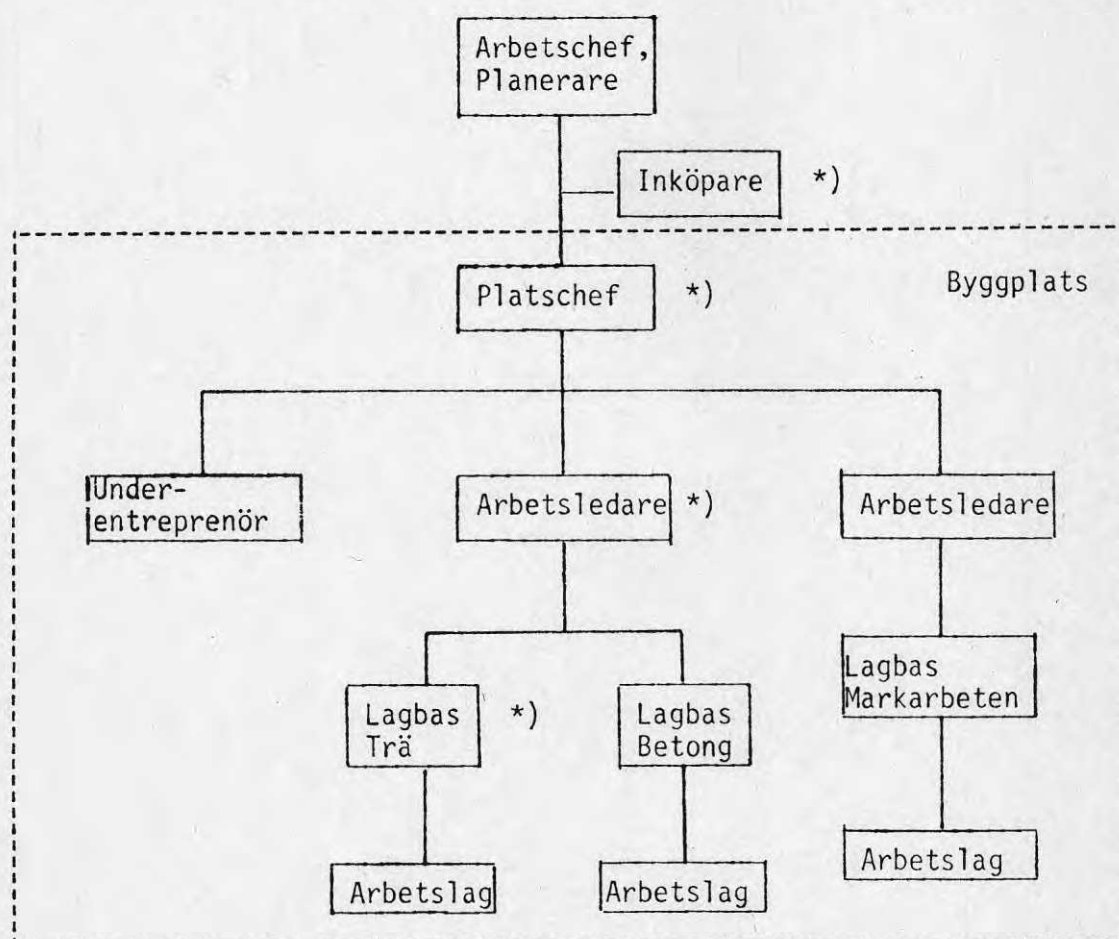 Arbetschef,
Planerare
Inköpare *)
Platschef *)
Byggplats
Under-
entreprenör
Arbetsledare *)
Arbetsledare
Lagbas
Trä
*)
Lagbas
Betong
Lagbas
Markarbeten
Arbetslag
Arbetslag
Arbetslag